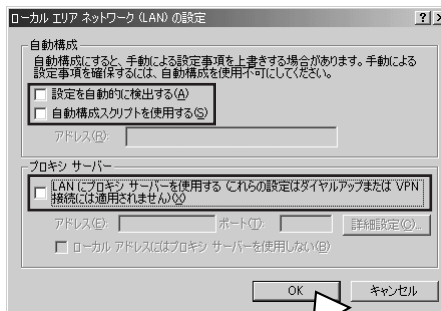 ローカル エリア ネットワーク (LAN) の設定
自動構成
自動構成にすると、手動による設定事項を上書きする場合があります。手動による
設定事項を確保するには、自動構成を使用不可にしてください。
設定を自動的に検出する(A)
自動構成スクリプトを使用する(S)
アドレス(R):
プロキシ サーバー
LAN にプロキシ サーバーを使用する (これらの設定はダイヤルアップまたは VPN
接続には適用されません)(X)
アドレス(E):
ポート(T):
詳細設定(C)...
ローカル アドレスにはプロキシ サーバーを使用しない(B)
OK
キャンセル